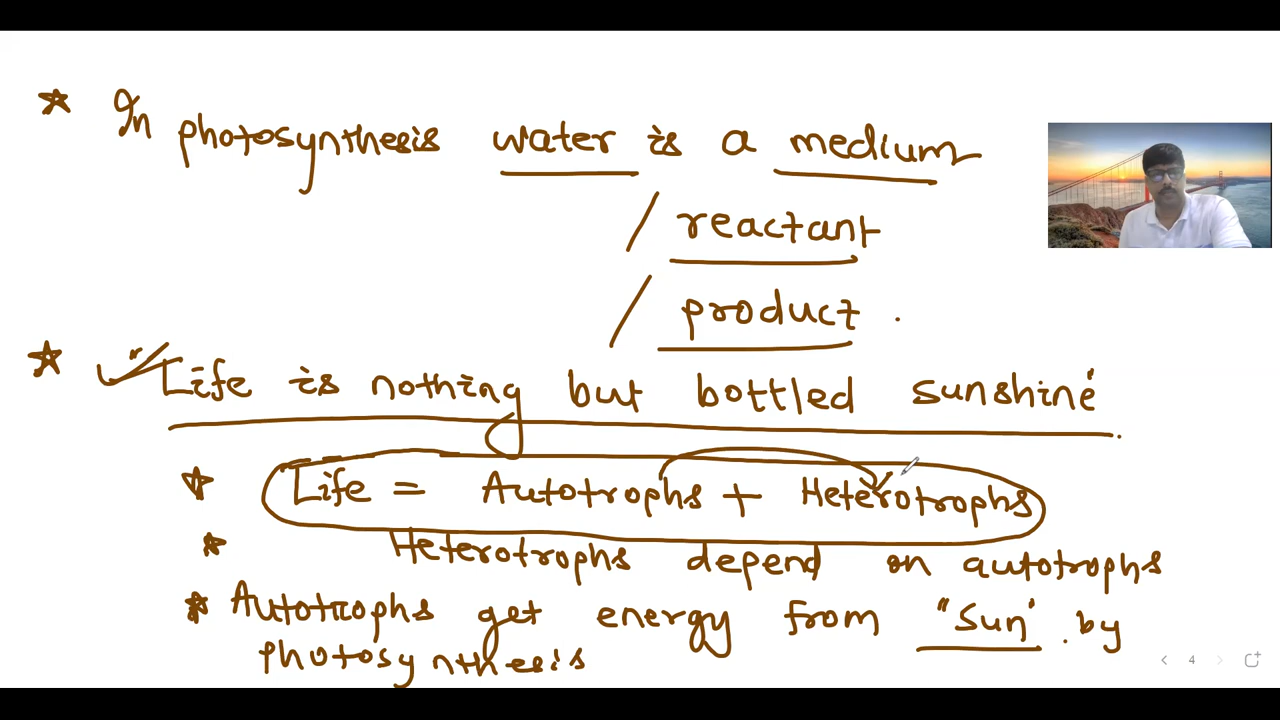 ★ In photosynthesis water is a medium
/ reactant
/ product .
★ ✓ "Life is nothing but bottled sunshine"
★ Life = Autotrophs + Heterotrophs
★ Heterotrophs depend on autotrophs
★ Autotrophs get energy from "Sun" . by
photosynthesis
4